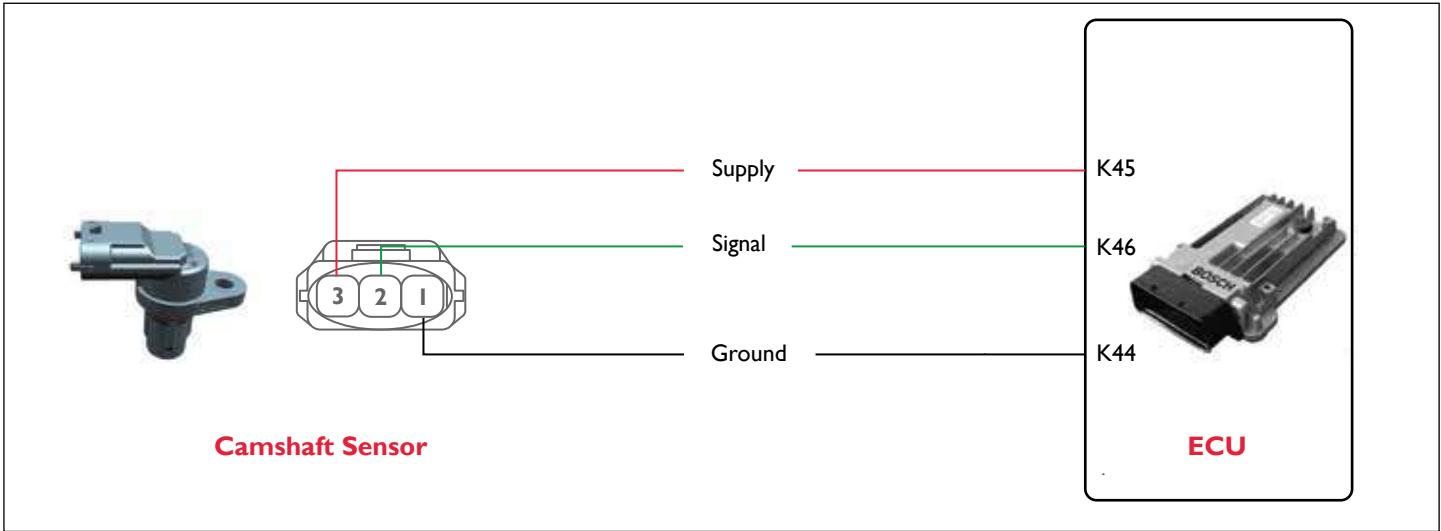 Supply
K45
Signal
K46
3 2 1
BOSCH
Ground
K44
Camshaft Sensor
ECU